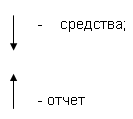 - средства;
- отчет